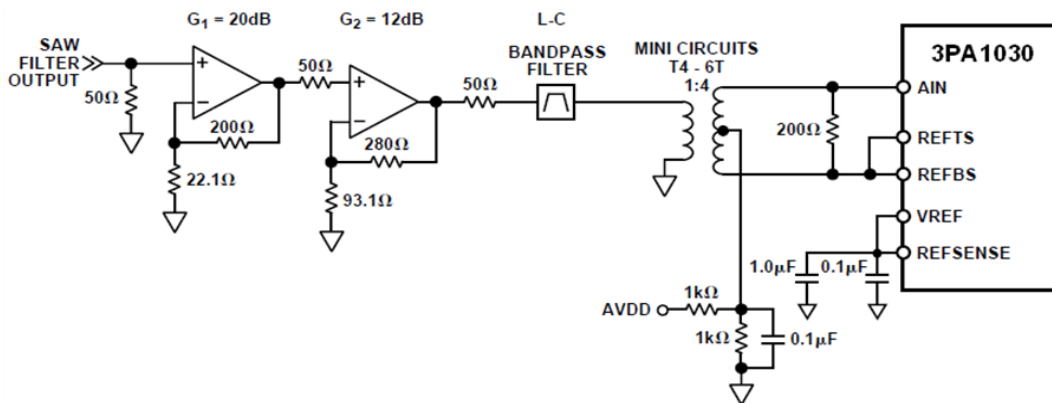 G₁ = 20dB
G₂ = 12dB
L-C
BANDPASS
FILTER
MINI CIRCUITS
T4 - 6T
1:4
3PA1030
SAW
FILTER
OUTPUT
50Ω
50Ω
50Ω
200Ω
22.1Ω
280Ω
93.1Ω
200Ω
AIN
REFTS
REFBS
VREF
REFSENSE
1.0µF
0.1µF
AVDD
1kΩ
1kΩ
0.1µF